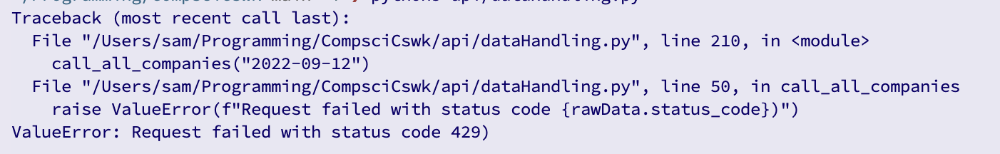 Traceback (most recent call last):
  File "/Users/sam/Programming/CompsciCswk/api/dataHandling.py", line 210, in <module>
    call_all_companies("2022-09-12")
  File "/Users/sam/Programming/CompsciCswk/api/dataHandling.py", line 50, in call_all_companies
    raise ValueError(f"Request failed with status code {rawData.status_code})")
ValueError: Request failed with status code 429)